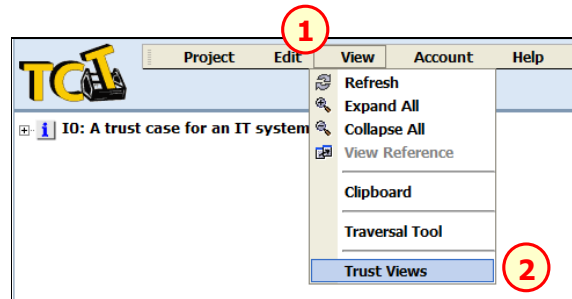 1
Project Edit View Account Help
TCT
Refresh
Expand All
I0: A trust case for an IT system
Collapse All
View Reference
Clipboard
Traversal Tool
Trust Views
2